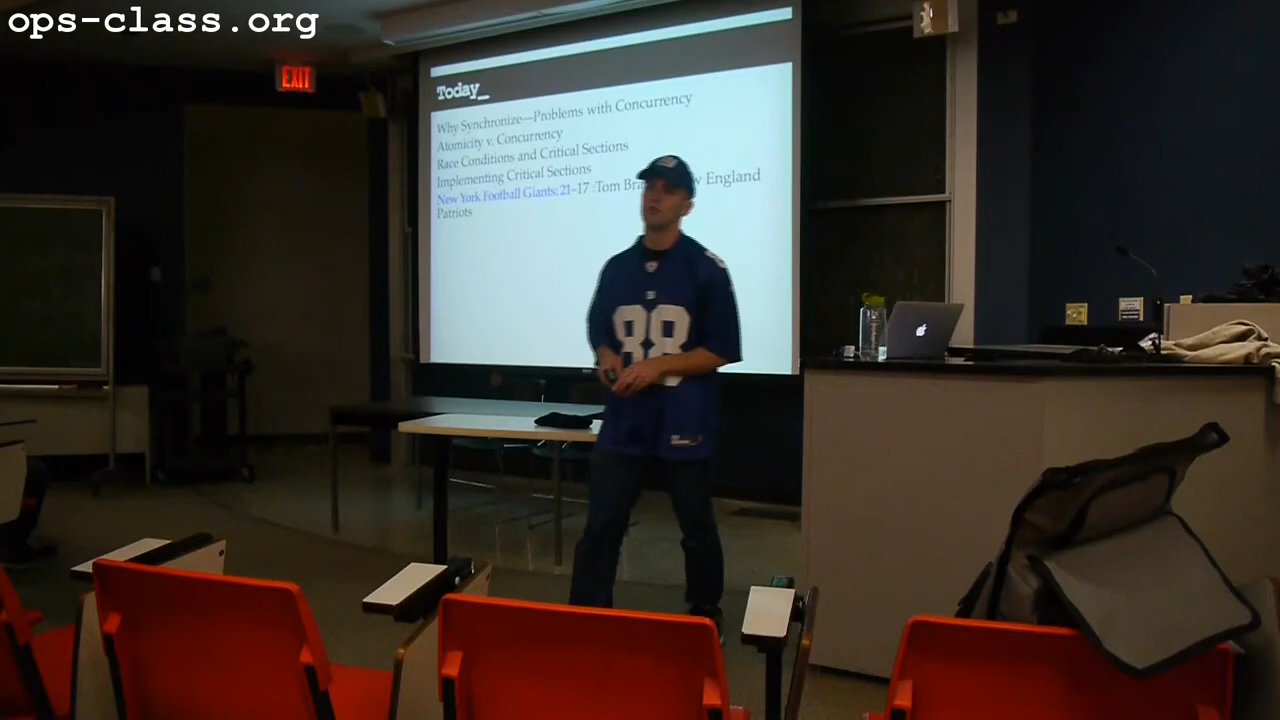 ops-class.org
EXIT
Today_
Why Synchronize—Problems with Concurrency
Atomicity v. Concurrency
Race Conditions and Critical Sections
Implementing Critical Sections
New York Football Giants: 21–17 :Tom England
Patriots
88